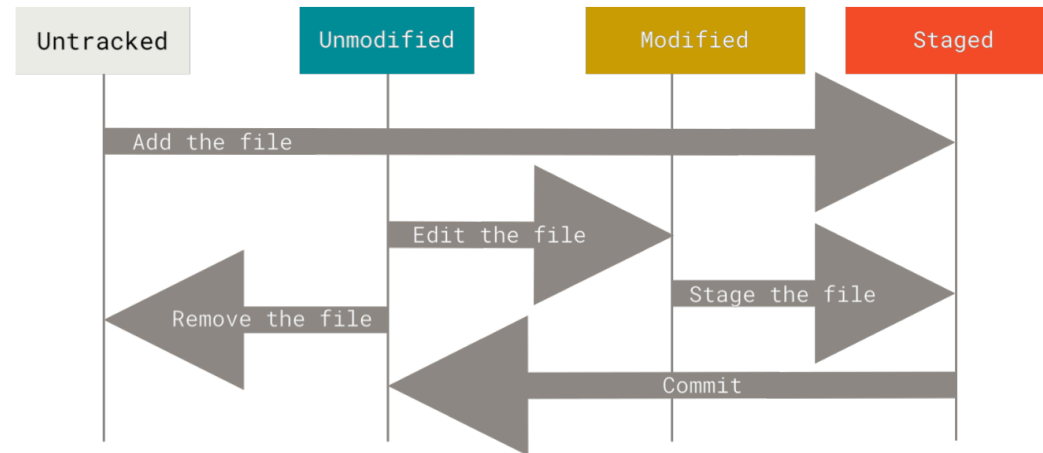 Untracked
Unmodified
Modified
Staged
Add the file
Edit the file
Stage the file
Remove the file
Commit